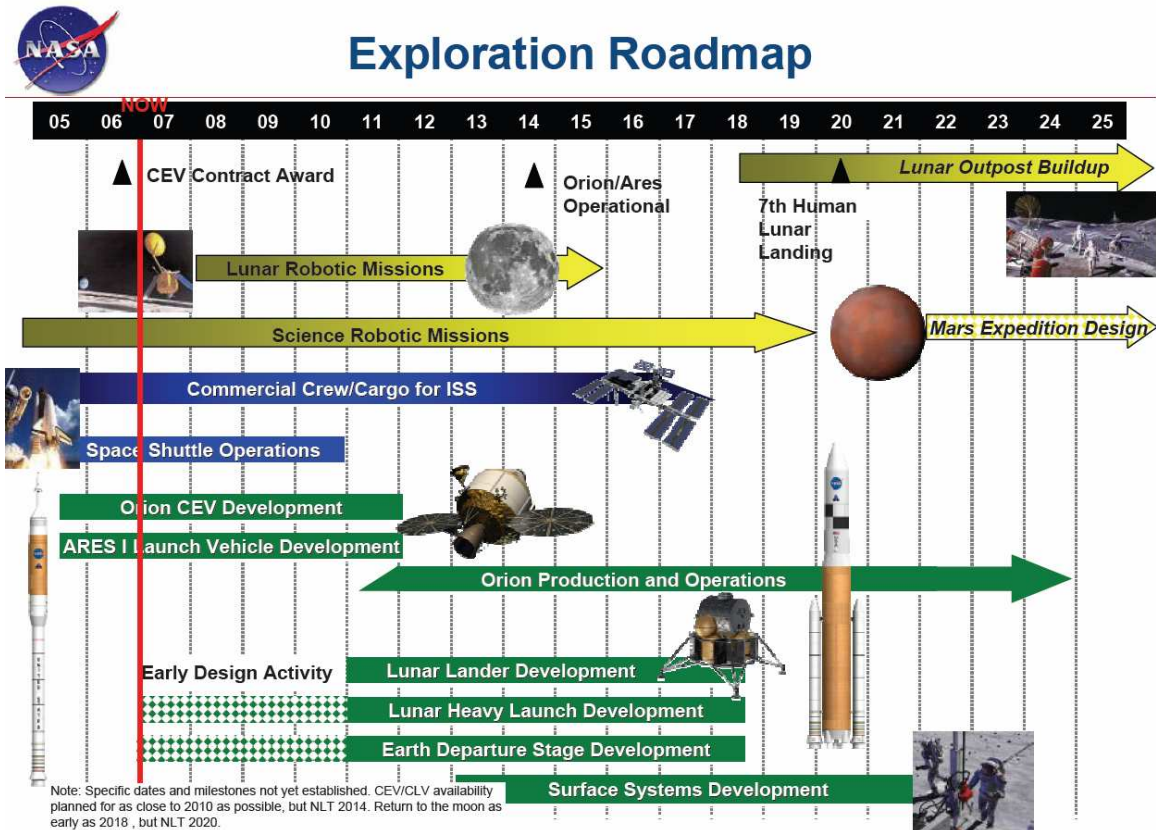 NASA
Exploration Roadmap
NOW
05 06 07 08 09 10 11 12 13 14 15 16 17 18 19 20 21 22 23 24 25
CEV Contract Award
Orion/Ares
Operational
Lunar Outpost Buildup
7th Human
Lunar
Landing
Lunar Robotic Missions
Science Robotic Missions
Mars Expedition Design
Commercial Crew/Cargo for ISS
Space Shuttle Operations
Orion CEV Development
ARES I Launch Vehicle Development
Orion Production and Operations
Early Design Activity
Lunar Lander Development
Lunar Heavy Launch Development
Earth Departure Stage Development
Surface Systems Development
Note: Specific dates and milestones not yet established. CEV/CLV availability
planned for as close to 2010 as possible, but NLT 2014. Return to the moon as
early as 2018 , but NLT 2020.